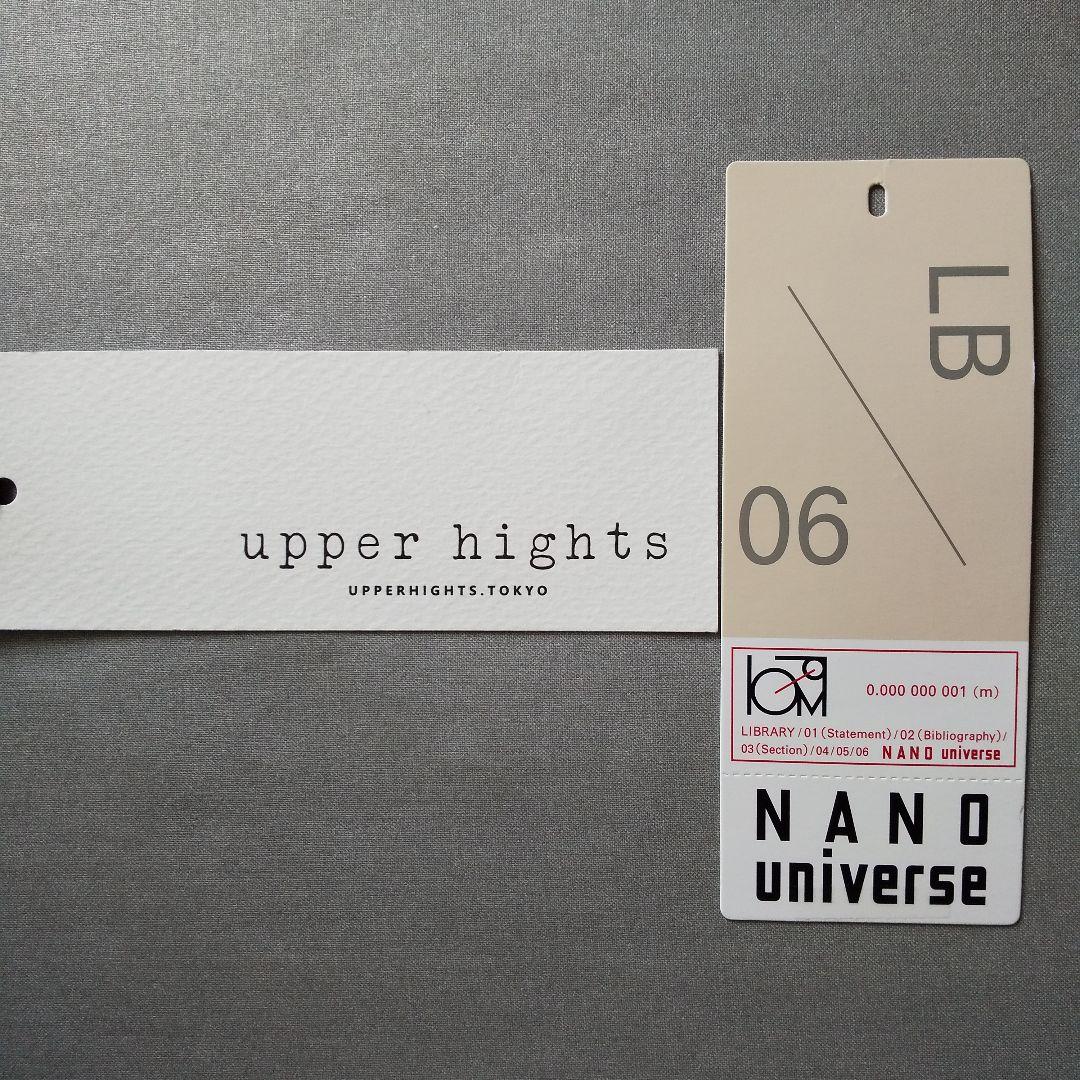 upper hights
UPPERHIGHTS.TOKYO
LB
06
0.000 000 001 (m)
LIBRARY/01(Statement)/02(Bibliography)/
03(Section)/04/05/06 NANO universe
NANO
universe